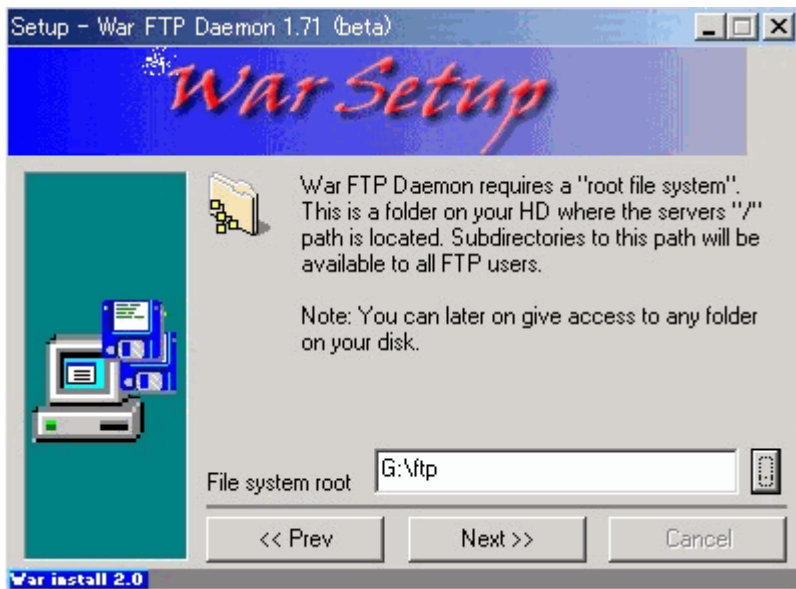 Setup - War FTP Daemon 1.71 (beta)
War Setup
War FTP Daemon requires a "root file system".
This is a folder on your HD where the servers "/"
path is located. Subdirectories to this path will be
available to all FTP users.
Note: You can later on give access to any folder
on your disk.
File system root
G:\ftp
<< Prev
Next >>
Cancel
War install 2.0